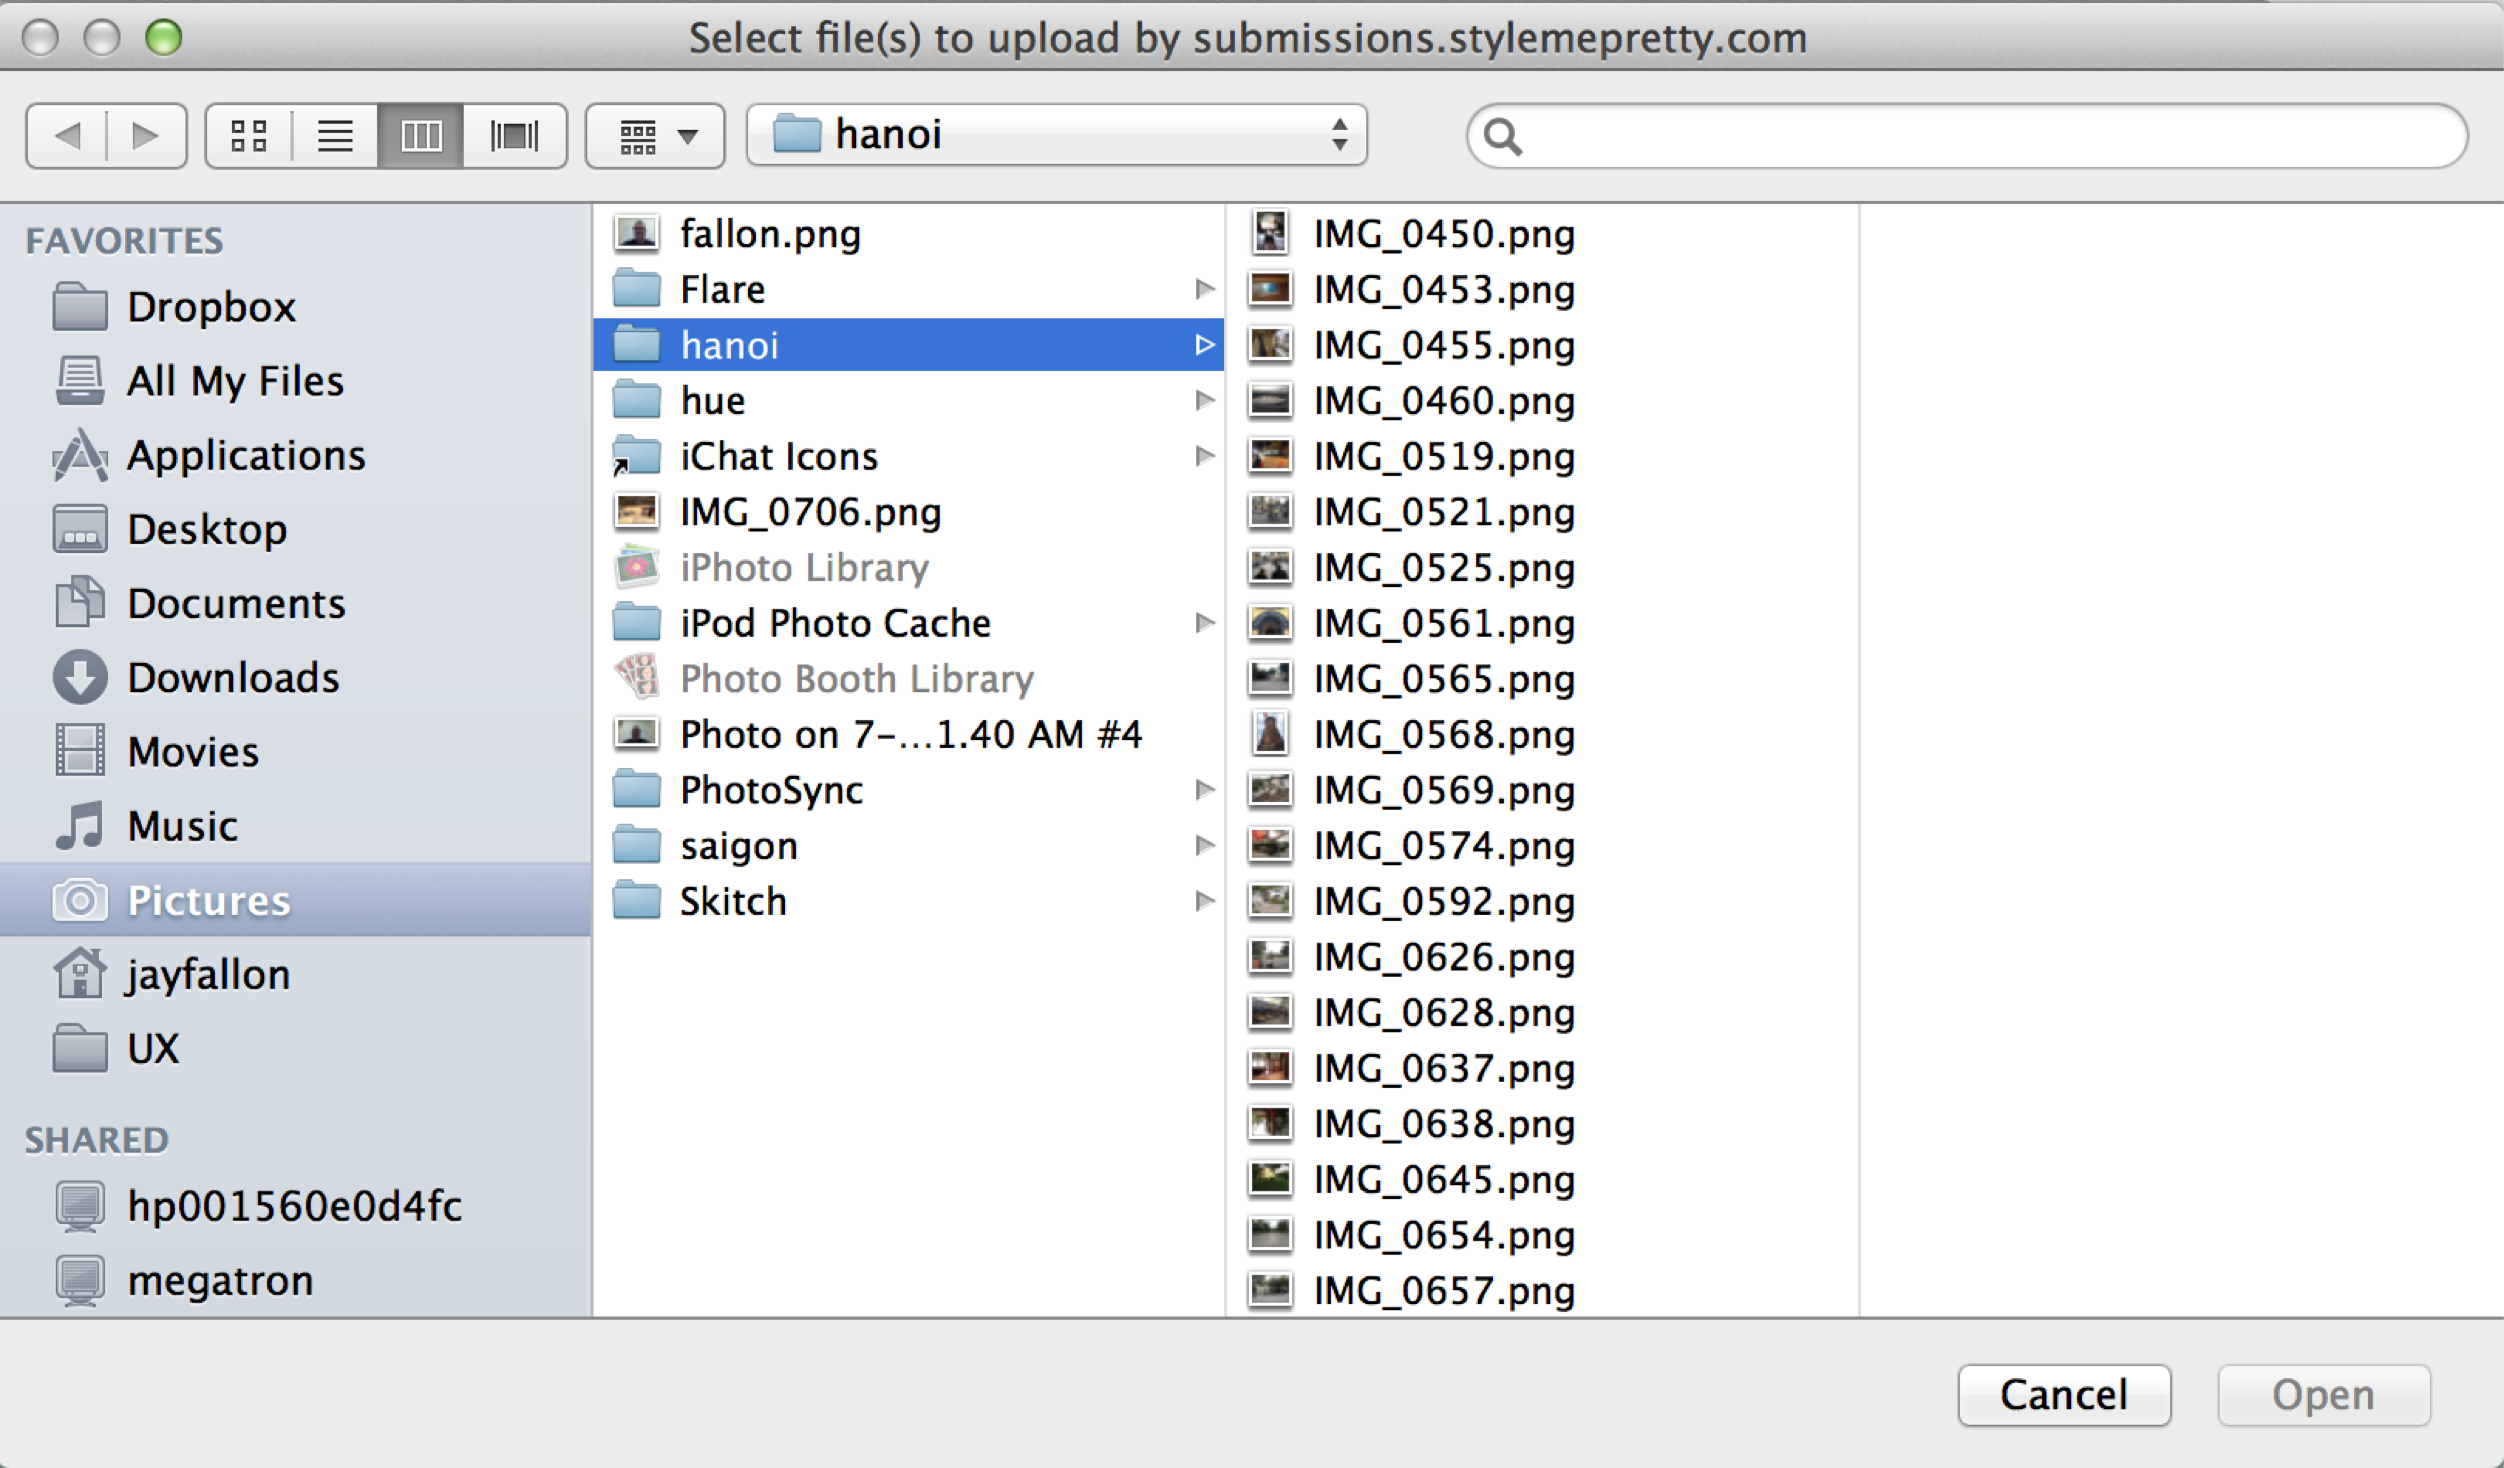 Select file(s) to upload by submissions.stylemepretty.com
hanoi
FAVORITES
Dropbox
All My Files
Applications
Desktop
Documents
Downloads
Movies
Music
Pictures
jayfallon
UX
SHARED
hp001560e0d4fc
megatron
fallon.png
Flare
hanoi
hue
iChat Icons
IMG_0706.png
iPhoto Library
iPod Photo Cache
Photo Booth Library
Photo on 7-...1.40 AM #4
PhotoSync
saigon
Skitch
IMG_0450.png
IMG_0453.png
IMG_0455.png
IMG_0460.png
IMG_0519.png
IMG_0521.png
IMG_0525.png
IMG_0561.png
IMG_0565.png
IMG_0568.png
IMG_0569.png
IMG_0574.png
IMG_0592.png
IMG_0626.png
IMG_0628.png
IMG_0637.png
IMG_0638.png
IMG_0645.png
IMG_0654.png
IMG_0657.png
Cancel
Open